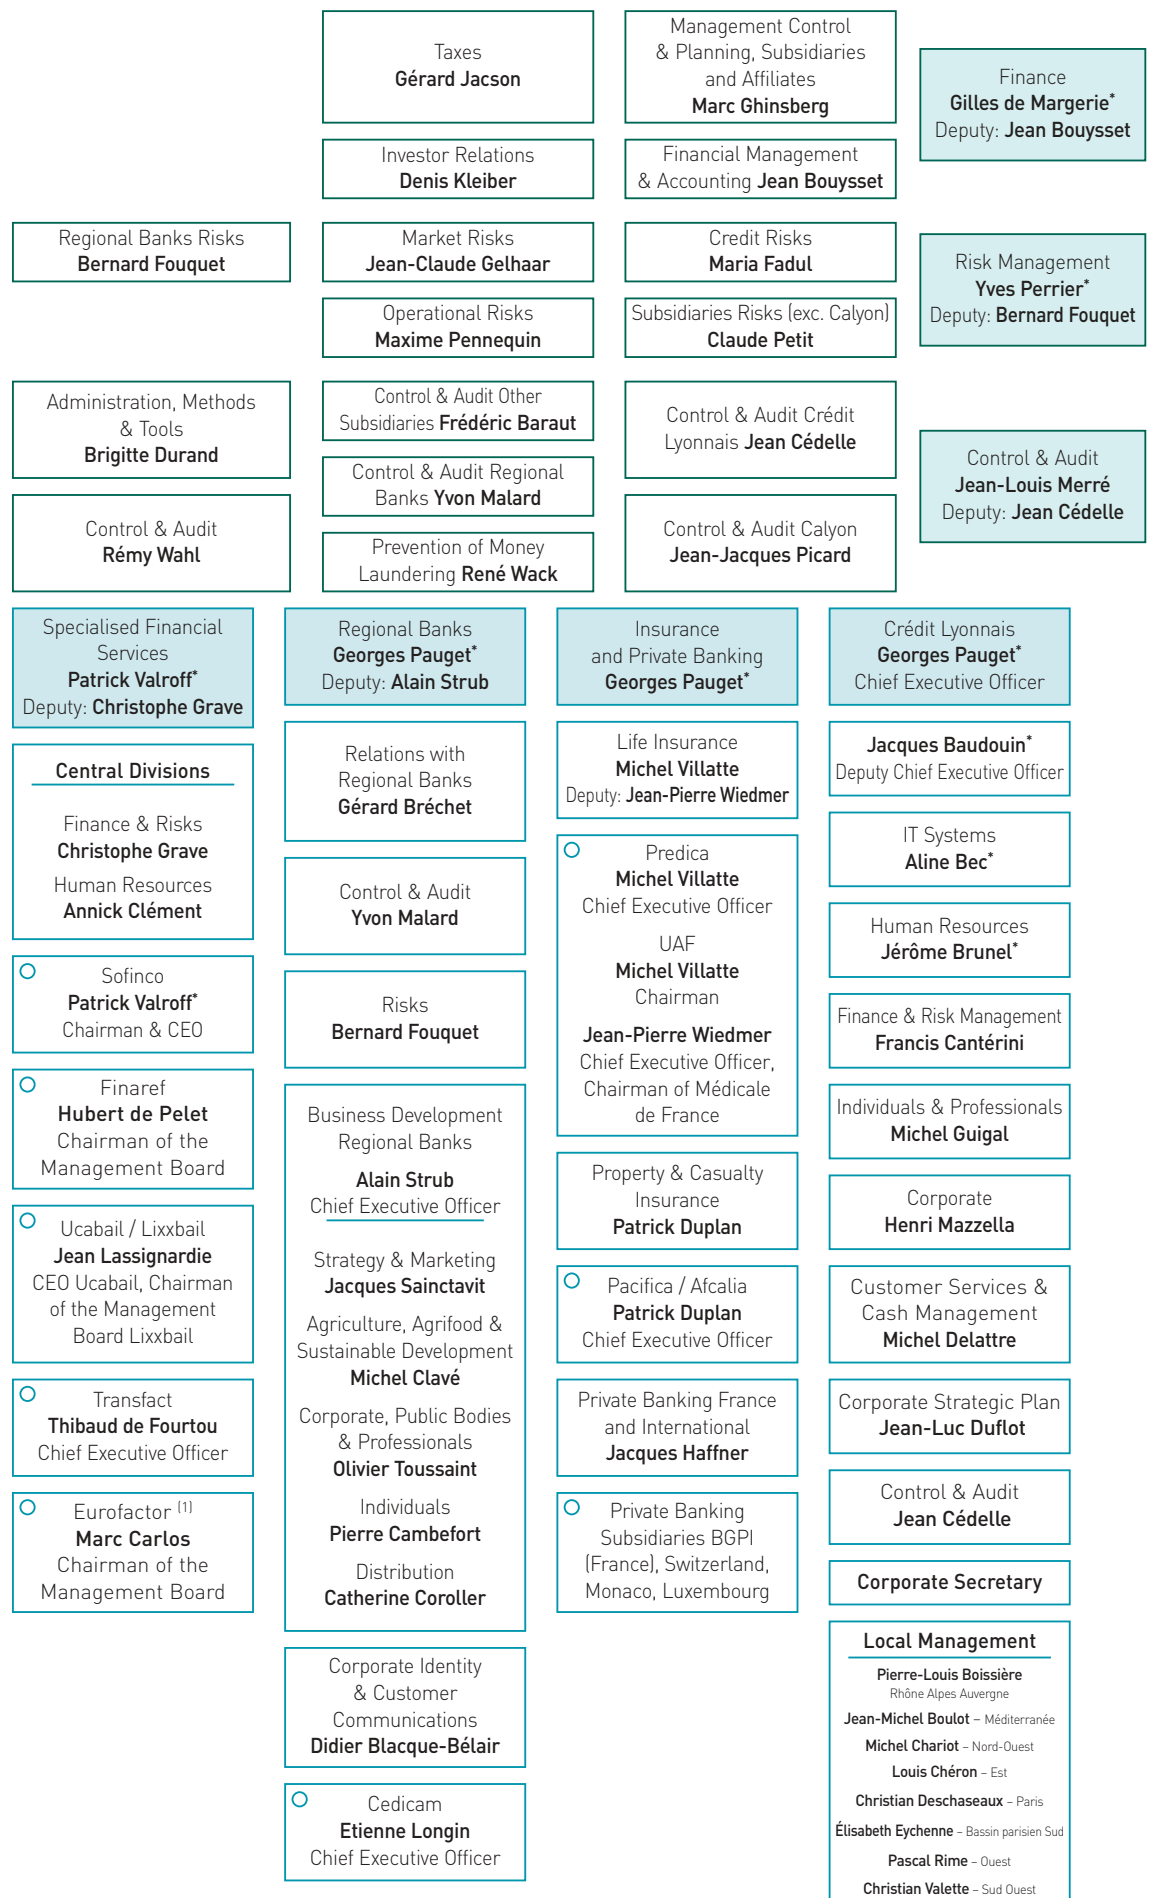 Taxes
Gérard Jacson
Management Control
& Planning, Subsidiaries
and Affiliates
Marc Ghinsberg
Finance
Gilles de Margerie*
Deputy: Jean Bouysset
Investor Relations
Denis Kleiber
Financial Management
& Accounting Jean Bouysset
Regional Banks Risks
Bernard Fouquet
Market Risks
Jean-Claude Gelhaar
Credit Risks
Maria Fadul
Risk Management
Yves Perrier*
Deputy: Bernard Fouquet
Operational Risks
Maxime Pennequin
Subsidiaries Risks (exc. Calyon)
Claude Petit
Administration, Methods
& Tools
Brigitte Durand
Control & Audit Other
Subsidiaries Frédéric Baraut
Control & Audit Crédit
Lyonnais Jean Cédelle
Control & Audit
Jean-Louis Merré
Deputy: Jean Cédelle
Control & Audit Regional
Banks Yvon Malard
Control & Audit
Rémy Wahl
Prevention of Money
Laundering René Wack
Control & Audit Calyon
Jean-Jacques Picard
Specialised Financial
Services
Patrick Valroff*
Deputy: Christophe Grave
Central Divisions
Finance & Risks
Christophe Grave
Human Resources
Annick Clément
Sofinco
Patrick Valroff*
Chairman & CEO
Finaref
Hubert de Pelet
Chairman of the
Management Board
Ucabail / Lixxbail
Jean Lassignardie
CEO Ucabail, Chairman
of the Management
Board Lixxbail
Transfact
Thibaud de Fourtou
Chief Executive Officer
Eurofactor (1)
Marc Carlos
Chairman of the
Management Board
Regional Banks
Georges Pauget*
Deputy: Alain Strub
Relations with
Regional Banks
Gérard Bréchet
Control & Audit
Yvon Malard
Risks
Bernard Fouquet
Business Development
Regional Banks
Alain Strub
Chief Executive Officer
Strategy & Marketing
Jacques Sainctavit
Agriculture, Agrifood &
Sustainable Development
Michel Clavé
Corporate, Public Bodies
& Professionals
Olivier Toussaint
Individuals
Pierre Cambefort
Distribution
Catherine Coroller
Corporate Identity
& Customer
Communications
Didier Blacque-Bélair
Cedicam
Etienne Longin
Chief Executive Officer
Insurance
and Private Banking
Georges Pauget*
Life Insurance
Michel Villatte
Deputy: Jean-Pierre Wiedmer
Predica
Michel Villatte
Chief Executive Officer
UAF
Michel Villatte
Chairman
Jean-Pierre Wiedmer
Chief Executive Officer,
Chairman of Médicale
de France
Property & Casualty
Insurance
Patrick Duplan
Pacifica / Afcalia
Patrick Duplan
Chief Executive Officer
Private Banking France
and International
Jacques Haffner
Private Banking
Subsidiaries BGPI
(France), Switzerland,
Monaco, Luxembourg
Crédit Lyonnais
Georges Pauget*
Chief Executive Officer
Jacques Baudouin*
Deputy Chief Executive Officer
IT Systems
Aline Bec*
Human Resources
Jérôme Brunel*
Finance & Risk Management
Francis Cantérini
Individuals & Professionals
Michel Guigal
Corporate
Henri Mazzella
Customer Services &
Cash Management
Michel Delattre
Corporate Strategic Plan
Jean-Luc Duflot
Control & Audit
Jean Cédelle
Corporate Secretary
Local Management
Pierre-Louis Boissière
Rhône Alpes Auvergne
Jean-Michel Boulot – Méditerranée
Michel Chariot – Nord-Ouest
Louis Chéron – Est
Christian Deschaseaux – Paris
Élisabeth Eychenne – Bassin parisien Sud
Pascal Rime – Ouest
Christian Valette – Sud Ouest